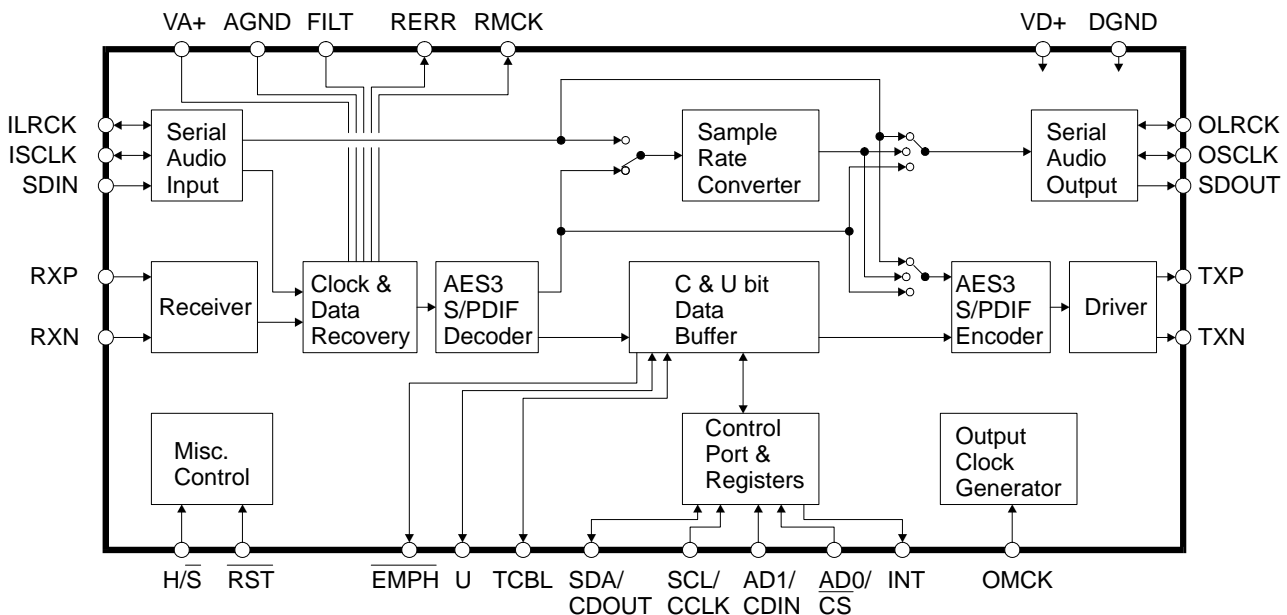 VA+ AGND FILT RERR RMCK VD+ DGND
ILRCK
ISCLK
SDIN
RXP
RXN
Serial
Audio
Input
Sample
Rate
Converter
Serial
Audio
Output
OLRCK
OSCLK
SDOUT
Receiver
Clock &
Data
Recovery
AES3
S/PDIF
Decoder
C & U bit
Data
Buffer
AES3
S/PDIF
Encoder
Driver
TXP
TXN
Misc.
Control
Control
Port &
Registers
Output
Clock
Generator
H/S̅
R̅S̅T̅
E̅M̅P̅H̅
U
TCBL
SDA/
CDOUT
SCL/
CCLK
AD1/
CDIN
AD0/
C̅S̅
INT
OMCK